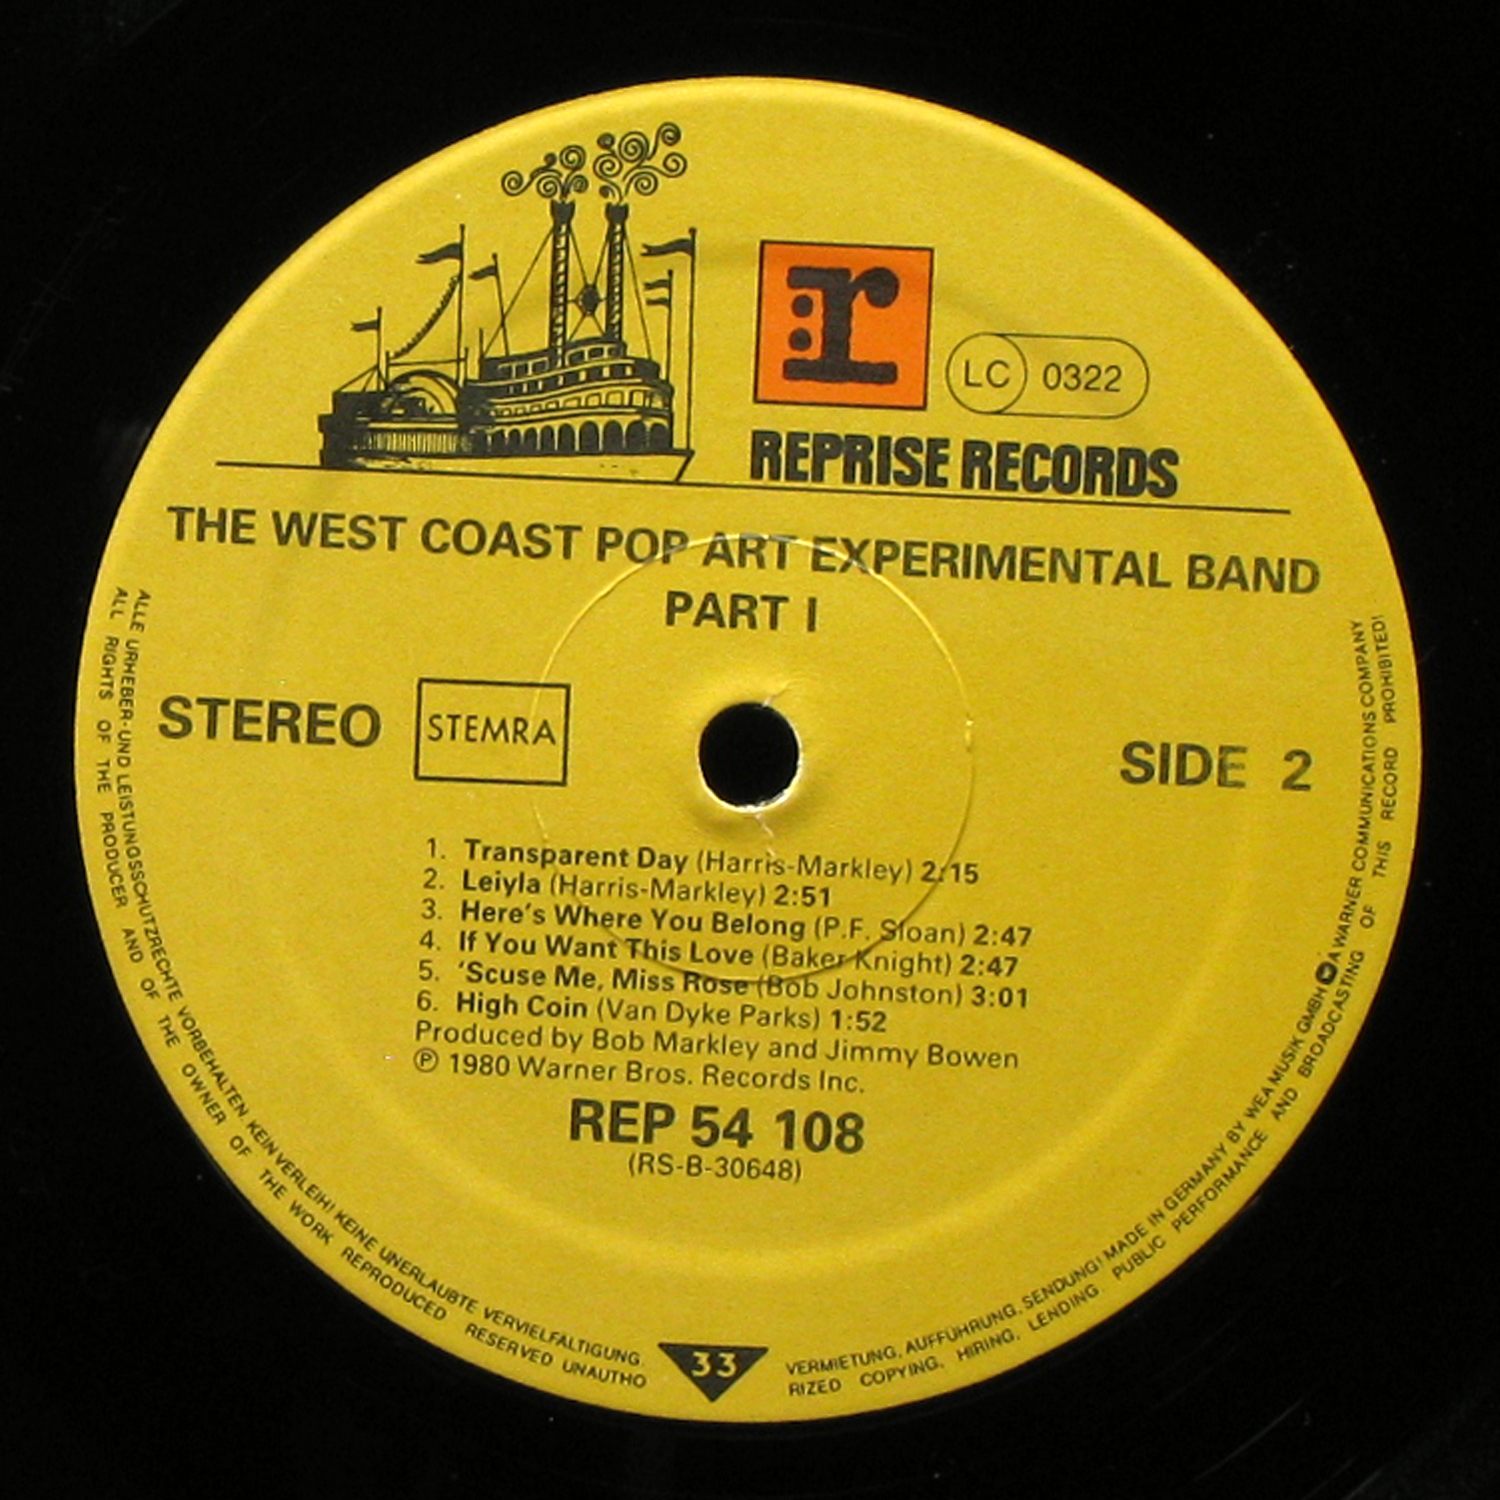 r
LC 0322
REPRISE RECORDS
THE WEST COAST POP ART EXPERIMENTAL BAND
PART I
STEREO STEMRA SIDE 2
1. Transparent Day (Harris-Markley) 2:15
2. Leiyla (Harris-Markley) 2:51
3. Here's Where You Belong (P.F. Sloan) 2:47
4. If You Want This Love (Baker Knight) 2:47
5. 'Scuse Me, Miss Rose (Bob Johnston) 3:01
6. High Coin (Van Dyke Parks) 1:52
Produced by Bob Markley and Jimmy Bowen
℗ 1980 Warner Bros. Records Inc.
REP 54 108
(RS-B-30648)
33
ALLE URHEBER- UND LEISTUNGSSCHUTZRECHTE VORBEHALTEN. KEIN VERLEIH! KEINE UNERLAUBTE VERVIELFÄLTIGUNG, VERMIETUNG, AUFFÜHRUNG, SENDUNG! MADE IN GERMANY BY WEA MUSIK GMBH A WARNER COMMUNICATIONS COMPANY
ALL RIGHTS OF THE PRODUCER AND OF THE OWNER OF THE WORK REPRODUCED RESERVED UNAUTHORIZED COPYING, HIRING, LENDING PUBLIC PERFORMANCE AND BROADCASTING OF THIS RECORD PROHIBITED!